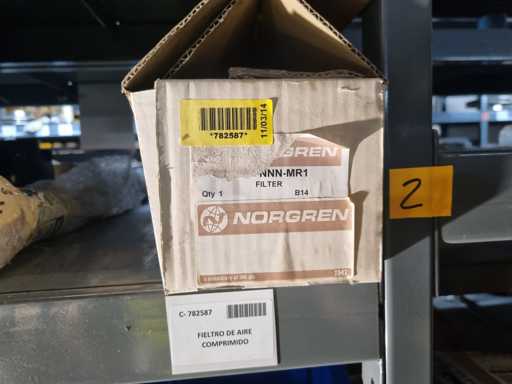 *782587*
11/03/14
NORGREN
NNN-MR1
FILTER
Qty 1 B14
NORGREN
2
C- 782587
FIELTRO DE AIRE
COMPRIMIDO